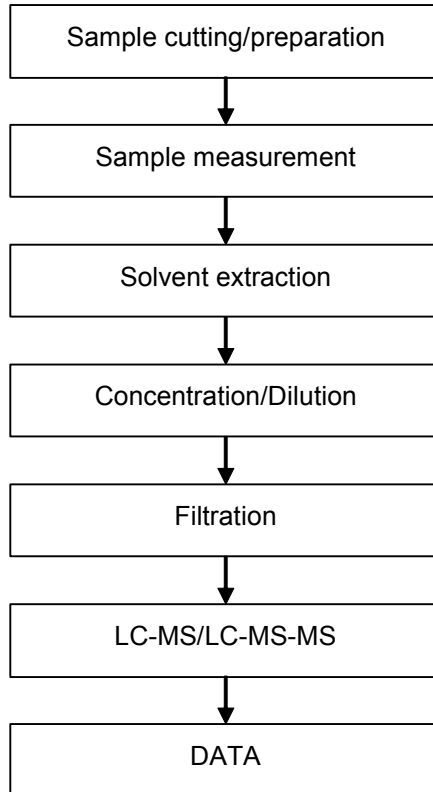 Sample cutting/preparation
Sample measurement
Solvent extraction
Concentration/Dilution
Filtration
LC-MS/LC-MS-MS
DATA